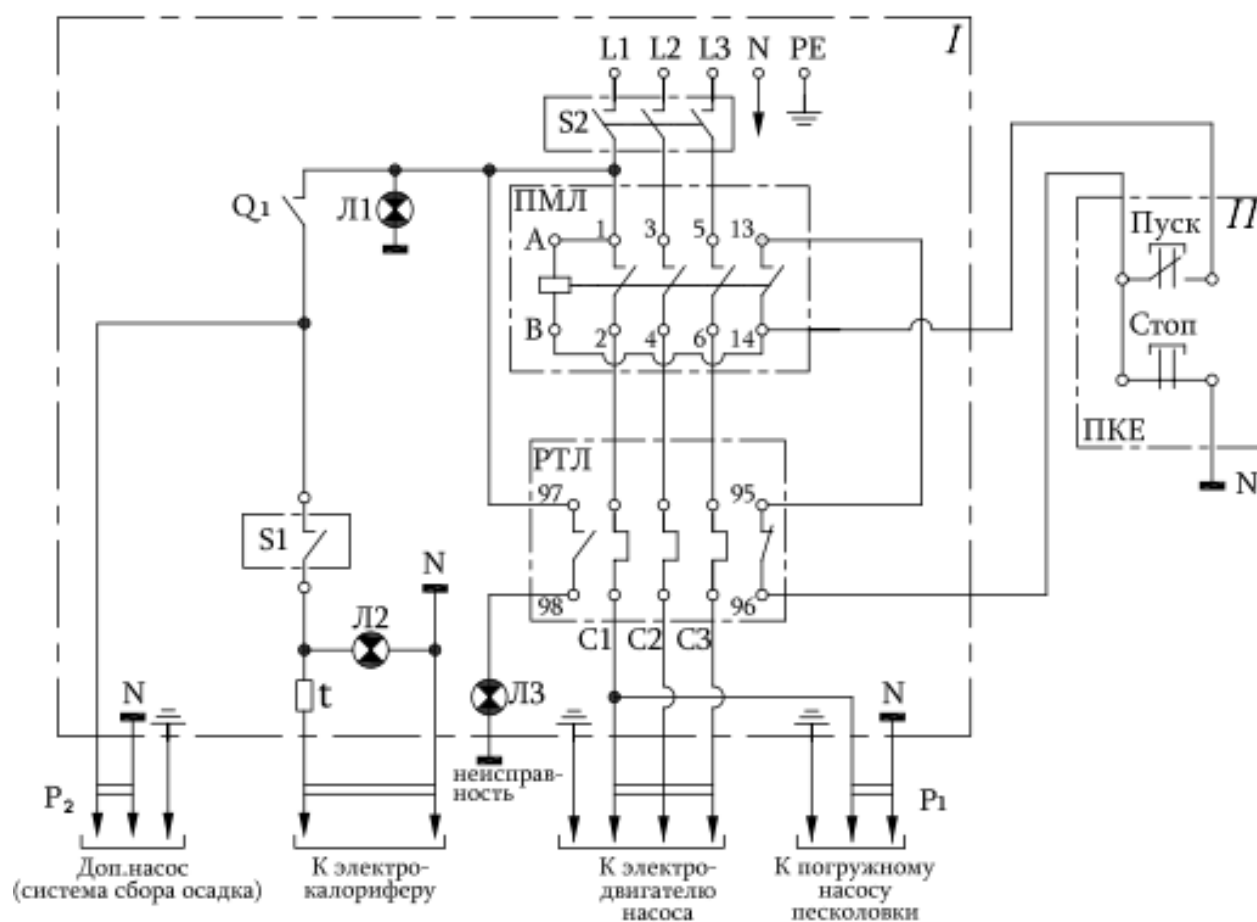 I
L1 L2 L3 N PE
S2
Q1
Л1
ПМЛ
A
1 3 5 13
B
2 4 6 14
П
Пуск
Стоп
ПКЕ
N
РТЛ
97
95
98
96
S1
N
Л2
C1 C2 C3
t
Л3
N
N
неисправ-
ность
P2
P1
Доп.насос
(система сбора осадка)
К электро-
калориферу
К электро-
двигателю
насоса
К погружному
насосу
песколовки